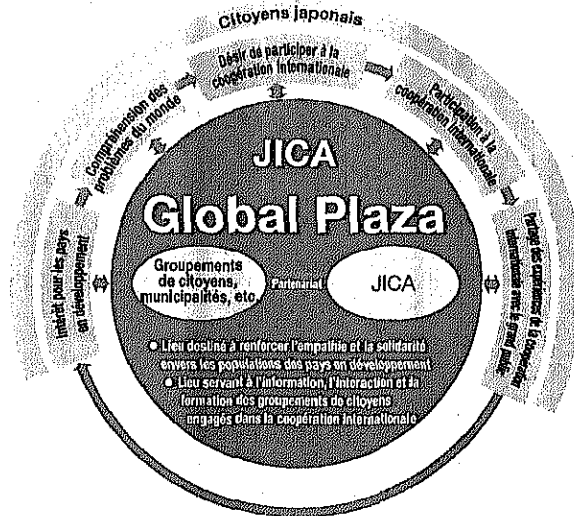 Citoyens japonais
Intérêt pour les pays
en développement
Compréhension des
problèmes du monde
Désir de participer à la
coopération internationale
Participation à la
coopération internationale
Partage des expériences de la coopération
internationale avec le grand public
JICA
Global Plaza
Groupements
de citoyens,
municipalités, etc.
Partenariat
JICA
● Lieu destiné à renforcer l'empathie et la solidarité
envers les populations des pays en développement
● Lieu servant à l'information, l'interaction et la
formation des groupements de citoyens
engagés dans la coopération internationale